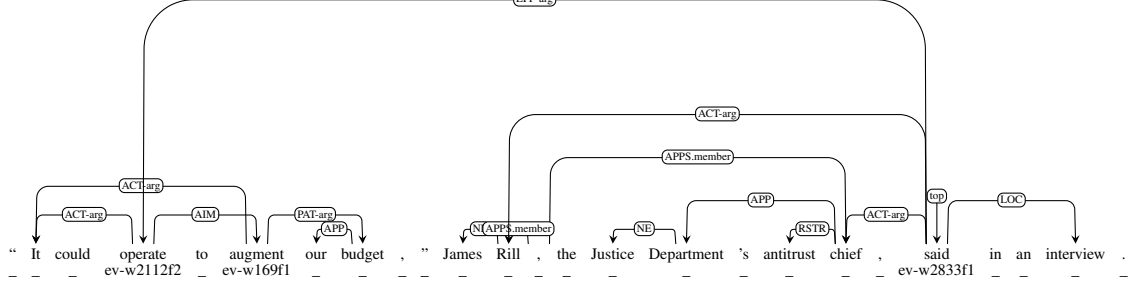 EFF-arg
ACT-arg
APPS.member
ACT-arg
top
ACT-arg AIM PAT-arg APP LOC
APP APPS.member NE RSTR ACT-arg
“ It could operate to augment our budget , ” James Rill , the Justice Department 's antitrust chief , said in an interview .
_ _ _ ev-w2112f2 _ ev-w169f1 _ _ _ _ _ _ _ _ _ _ _ _ _ _ ev-w2833f1 _ _ _ _